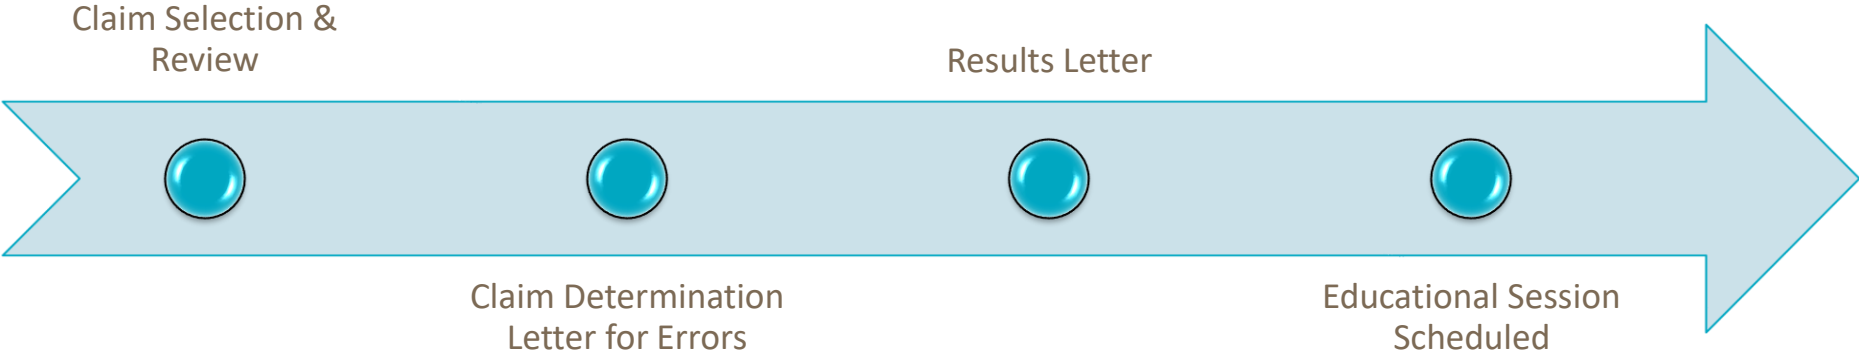 Claim Selection &
Review
Claim Determination
Letter for Errors
Results Letter
Educational Session
Scheduled